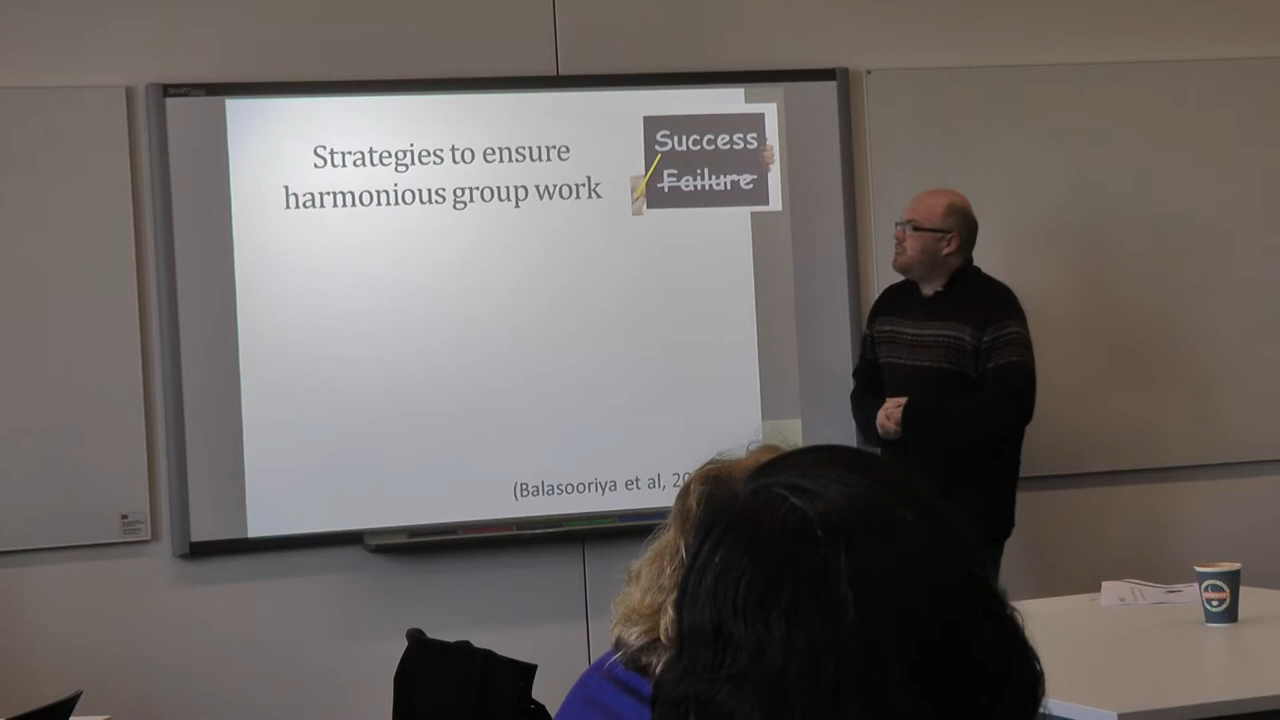 Strategies to ensure
harmonious group work
Success
Failure
(Balasooriya et al, 20